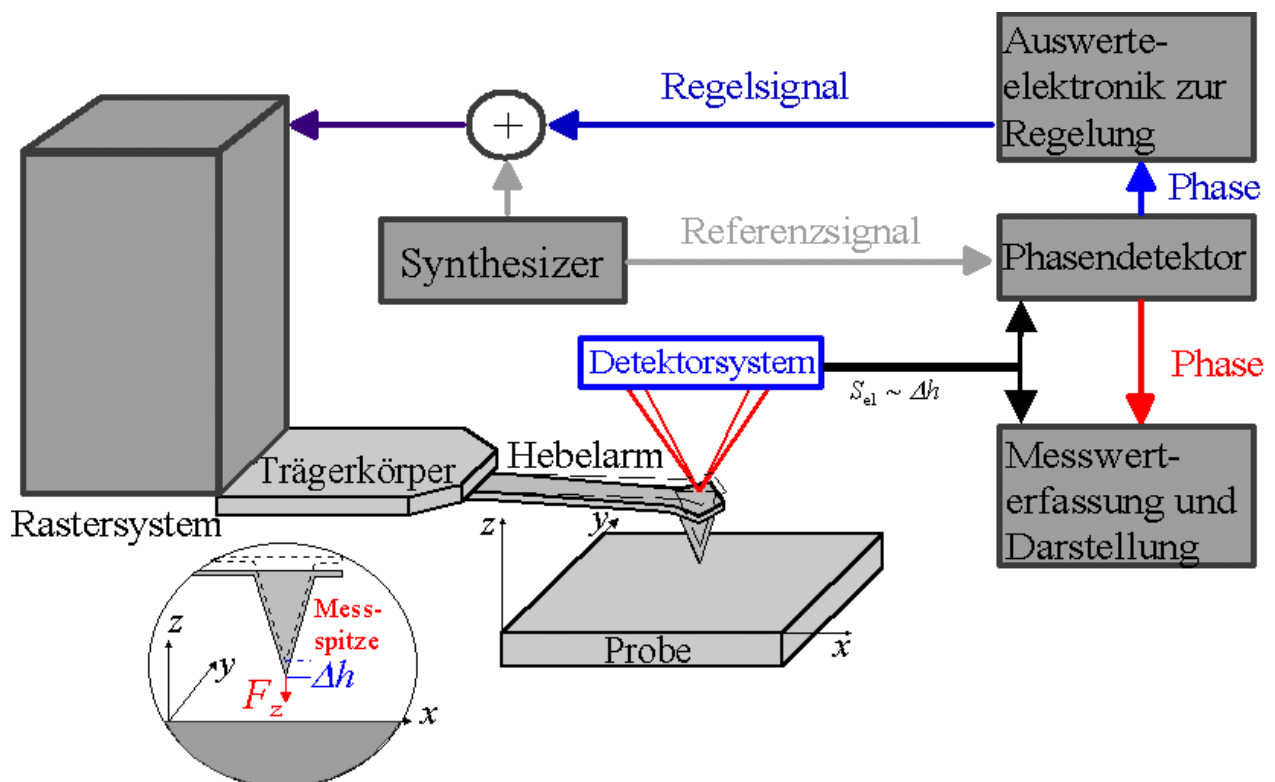 Auswerte-
elektronik zur
Regelung
Regelsignal
+
Phase
Synthesizer
Referenzsignal
Phasendetektor
Detektorsystem
S_el ~ Δh
Phase
Messwert-
erfassung und
Darstellung
Trägerkörper
Hebelarm
Rastersystem
z
y
x
Probe
Mess-
spitze
z
y
Δh
F_z
x